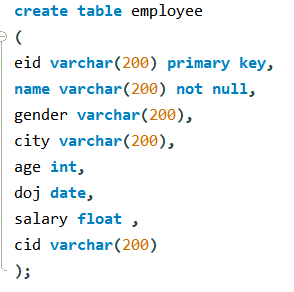 create table employee
(
eid varchar(200) primary key,
name varchar(200) not null,
gender varchar(200),
city varchar(200),
age int,
doj date,
salary float ,
cid varchar(200)
);